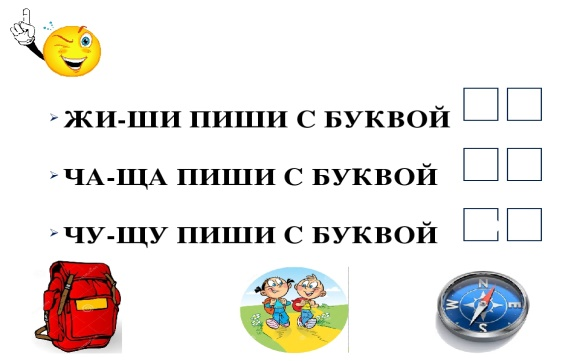 ЖИ-ШИ ПИШИ С БУКВОЙ
ЧА-ЩА ПИШИ С БУКВОЙ
ЧУ-ЩУ ПИШИ С БУКВОЙ
N
W E
S